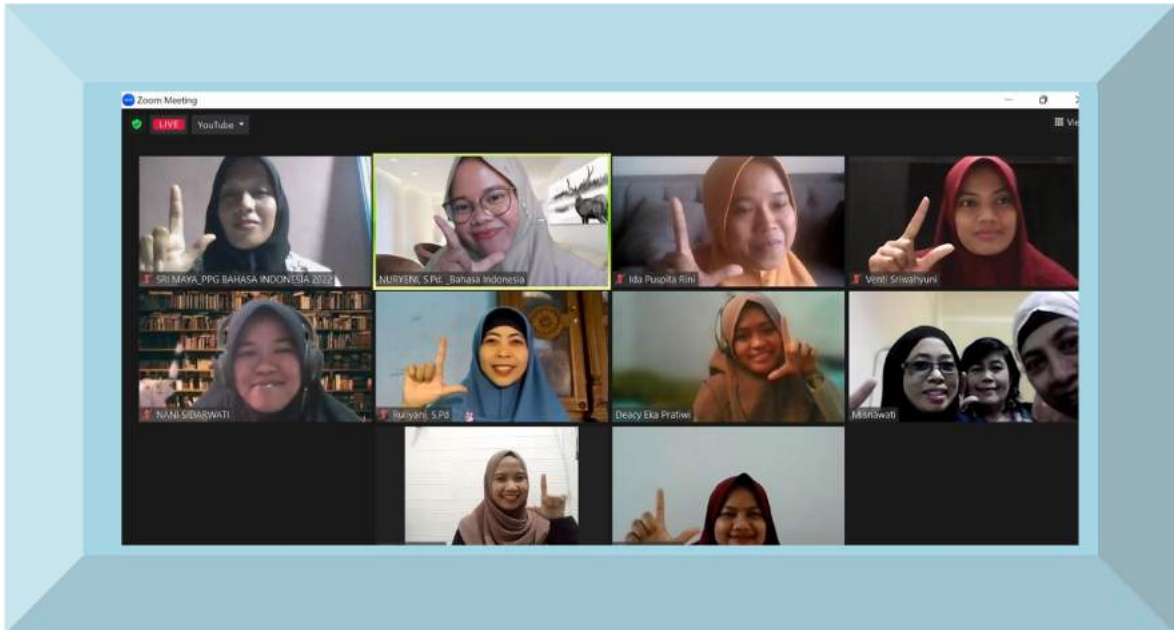 Zoom Meeting
LIVE YouTube
SRI MAYA_PPG BAHASA INDONESIA 2022
NURYENI, S.Pd. _Bahasa Indonesia
Ida Puspita Rini
Venti Sriwahyuni
NANI SIDARWATI
Ruliyani, S.Pd
Deacy Eka Pratiwi
Misnawati